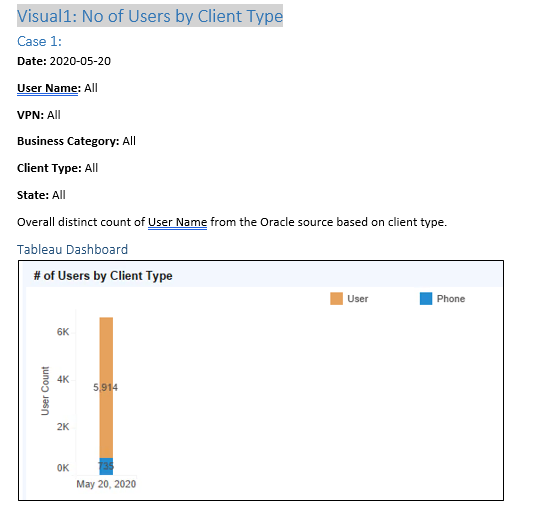 Visual1: No of Users by Client Type
Case 1:
Date: 2020-05-20
User Name: All
VPN: All
Business Category: All
Client Type: All
State: All
Overall distinct count of User Name from the Oracle source based on client type.
Tableau Dashboard
# of Users by Client Type
User Phone
6K
4K
5,914
User Count
2K
0K
735
May 20, 2020